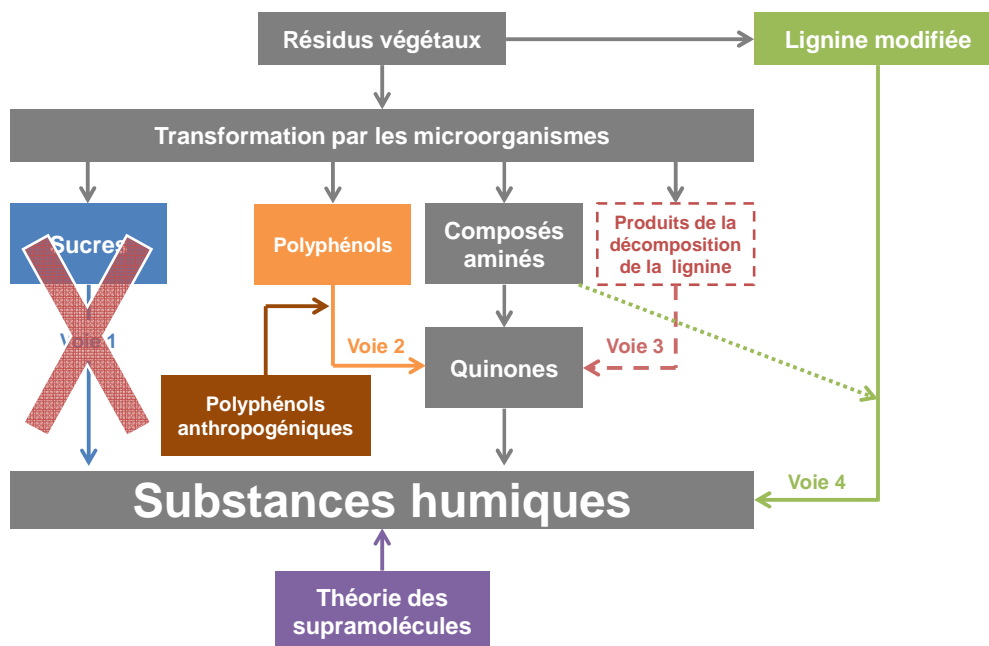 Résidus végétaux
Lignine modifiée
Transformation par les microorganismes
Sucres
Polyphénols
Composés
aminés
Produits de la
décomposition
de la lignine
Voie 1
Voie 2
Voie 3
Quinones
Polyphénols
anthropogéniques
Voie 4
Substances humiques
Théorie des
supramolécules